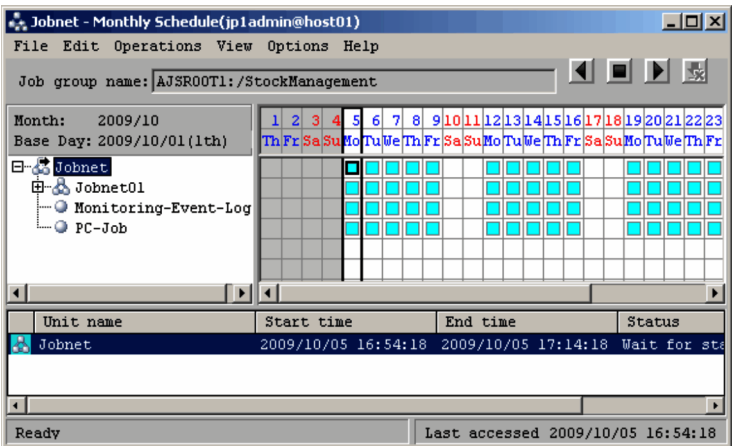 Jobnet - Monthly Schedule(jp1admin@host01)
File Edit Operations View Options Help
Job group name: AJSROOT1:/StockManagement
Month: 2009/10
Base Day: 2009/10/01(1th)
1 2 3 4 5 6 7 8 9 10 11 12 13 14 15 16 17 18 19 20 21 22 23
Th Fr Sa Su Mo Tu We Th Fr Sa Su Mo Tu We Th Fr Sa Su Mo Tu We Th Fr
Jobnet
Jobnet01
Monitoring-Event-Log
PC-Job
Unit name Start time End time Status
Jobnet 2009/10/05 16:54:18 2009/10/05 17:14:18 Wait for sta
Ready Last accessed 2009/10/05 16:54:18